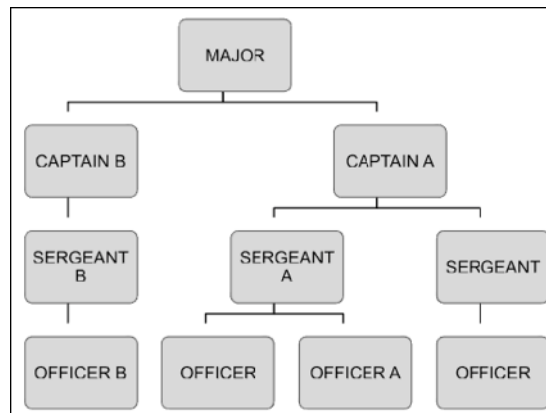 MAJOR
CAPTAIN B
CAPTAIN A
SERGEANT
B
SERGEANT
A
SERGEANT
OFFICER B
OFFICER
OFFICER A
OFFICER